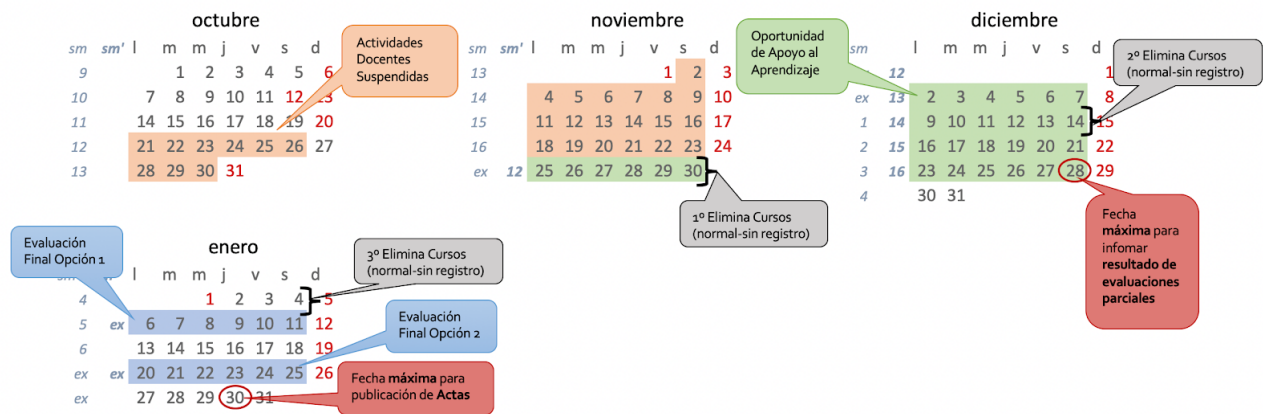 octubre
sm sm' l m m j v s d
9 1 2 3 4 5 6
10 7 8 9 10 11 12 13
11 14 15 16 17 18 19 20
12 21 22 23 24 25 26 27
13 28 29 30 31
Actividades
Docentes
Suspendidas
noviembre
sm sm' l m m j v s d
13 1 2 3
14 4 5 6 7 8 9 10
15 11 12 13 14 15 16 17
16 18 19 20 21 22 23 24
ex 12 25 26 27 28 29 30
1º Elimina Cursos
(normal-sin registro)
Oportunidad
de Apoyo al
Aprendizaje
diciembre
sm l m m j v s d
12 1
ex 13 2 3 4 5 6 7 8
1 14 9 10 11 12 13 14 15
2 15 16 17 18 19 20 21 22
3 16 23 24 25 26 27 28 29
4 30 31
2º Elimina Cursos
(normal-sin registro)
Fecha
máxima para
infomar
resultado de
evaluaciones
parciales
Evaluación
Final Opción 1
enero
sm l m m j v s d
4 1 2 3 4 5
5 ex 6 7 8 9 10 11 12
6 13 14 15 16 17 18 19
ex ex 20 21 22 23 24 25 26
ex 27 28 29 30 31
3º Elimina Cursos
(normal-sin registro)
Evaluación
Final Opción 2
Fecha máxima para
publicación de Actas